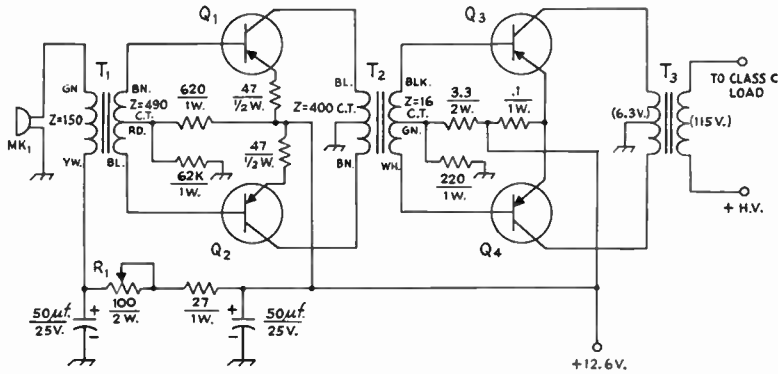 Q1
Q3
T1
T2
T3
GN
Z=150
YW.
MK1
BN.
Z=490
C.T.
RD.
BL.
620
1W.
47
1/2W.
62K
1W.
47
1/2W.
Q2
BL.
Z=400 C.T.
BN.
BLK.
Z=16
C.T.
GN.
WH.
3.3
2W.
.1
1W.
220
1W.
Q4
(6.3V.)
(115V.)
TO CLASS C
LOAD
+ H.V.
R1
100
2W.
27
1W.
50µf.
25V.
+
-
+
-
50µf.
25V.
+12.6V.